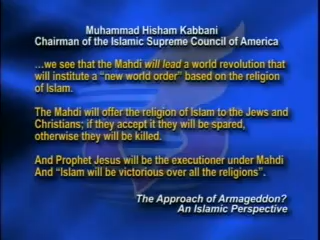 Muhammad Hisham Kabbani
Chairman of the Islamic Supreme Council of America
…we see that the Mahdi will lead a world revolution that
will institute a “new world order” based on the religion
of Islam.
The Mahdi will offer the religion of Islam to the Jews and
Christians; if they accept it they will be spared,
otherwise they will be killed.
And Prophet Jesus will be the executioner under Mahdi
And “Islam will be victorious over all the religions”.
The Approach of Armageddon?
An Islamic Perspective